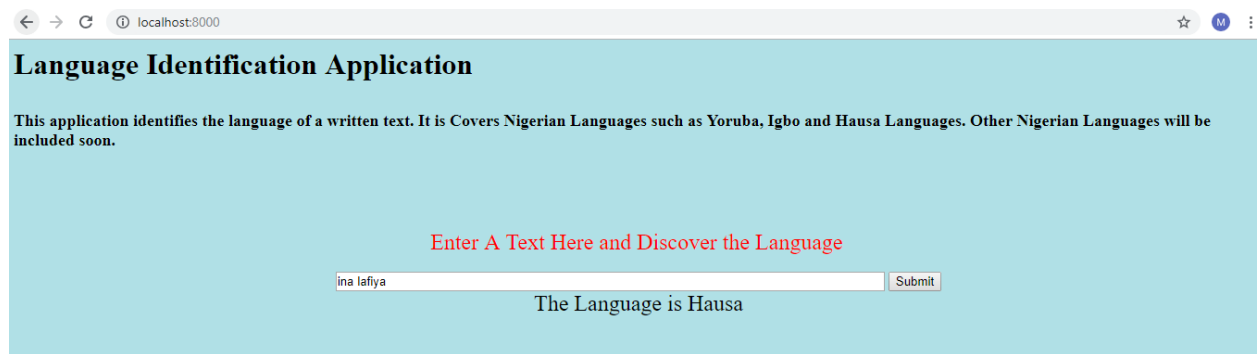 localhost:8000
M
Language Identification Application
This application identifies the language of a written text. It is Covers Nigerian Languages such as Yoruba, Igbo and Hausa Languages. Other Nigerian Languages will be
included soon.
Enter A Text Here and Discover the Language
ina lafiya Submit
The Language is Hausa